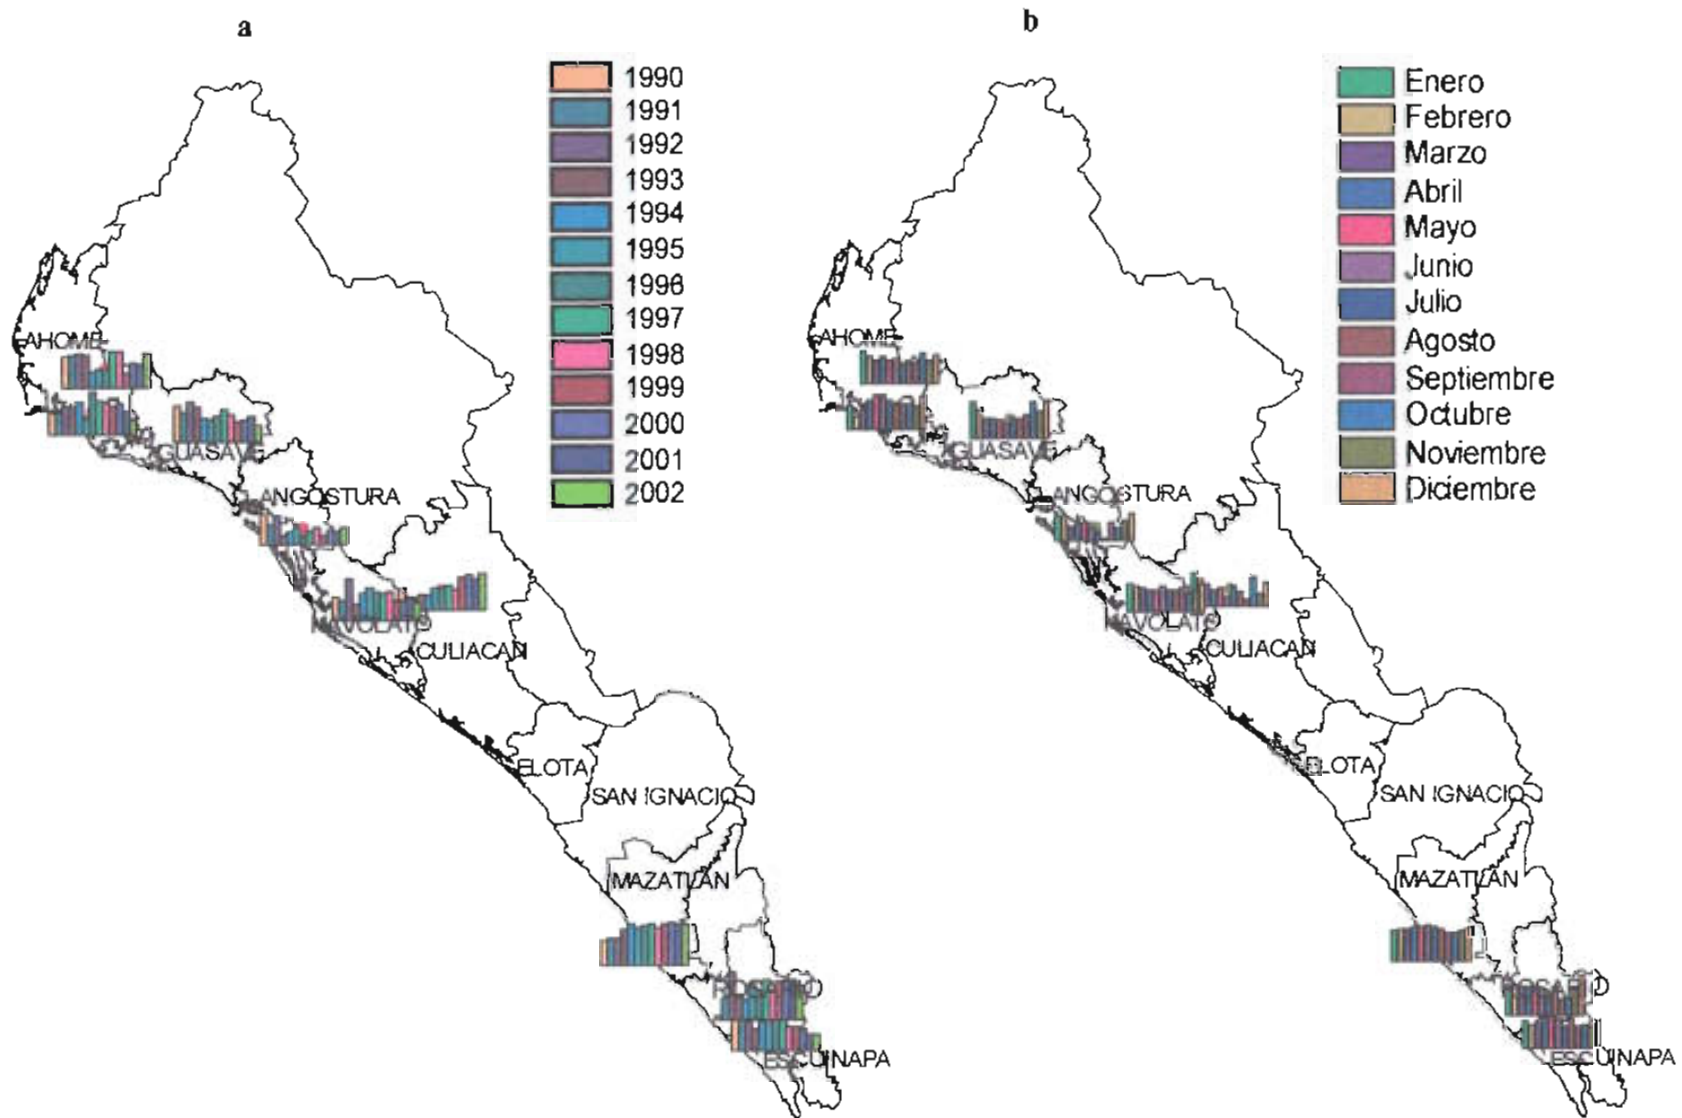 a
1990
1991
1992
1993
1994
1995
1996
1997
1998
1999
2000
2001
2002
AHOME
GUASAVE
ANGOSTURA
NAVOLATO
CULIACAN
ELOTA
SAN IGNACIO
MAZATLAN
ROSARIO
ESCUINAPA
b
Enero
Febrero
Marzo
Abril
Mayo
Junio
Julio
Agosto
Septiembre
Octubre
Noviembre
Diciembre
AHOME
GUASAVE
ANGOSTURA
NAVOLATO
CULIACAN
ELOTA
SAN IGNACIO
MAZATLAN
ROSARIO
ESCUINAPA